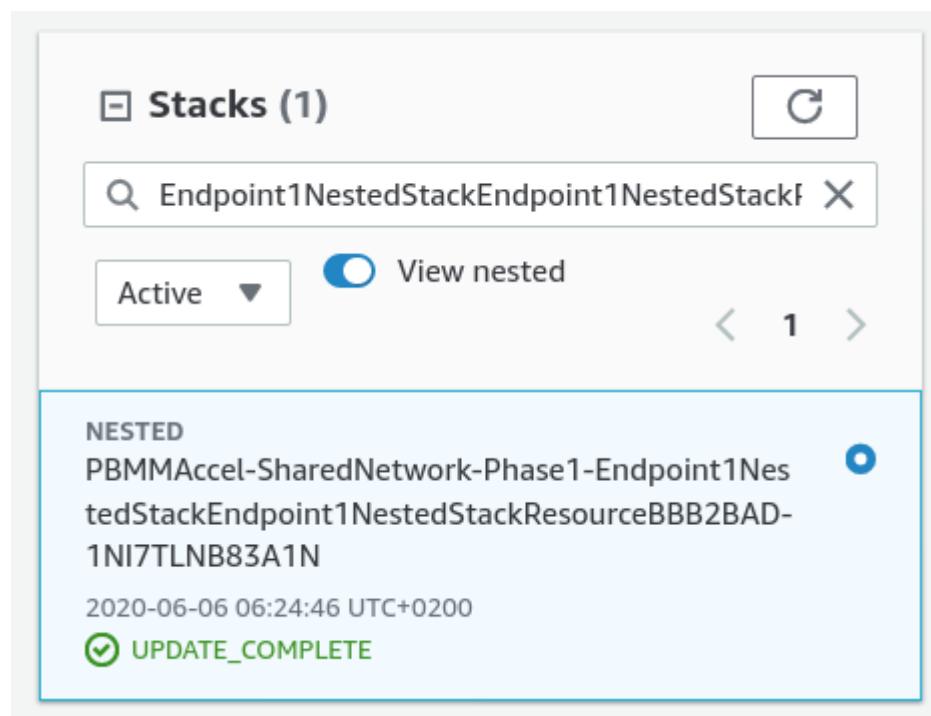 Stacks (1)
Endpoint1NestedStackEndpoint1NestedStack
Active
View nested
1
NESTED
PBMMAccel-SharedNetwork-Phase1-Endpoint1Nes
tedStackEndpoint1NestedStackResourceBBB2BAD-
1NI7TLNB83A1N
2020-06-06 06:24:46 UTC+0200
UPDATE_COMPLETE